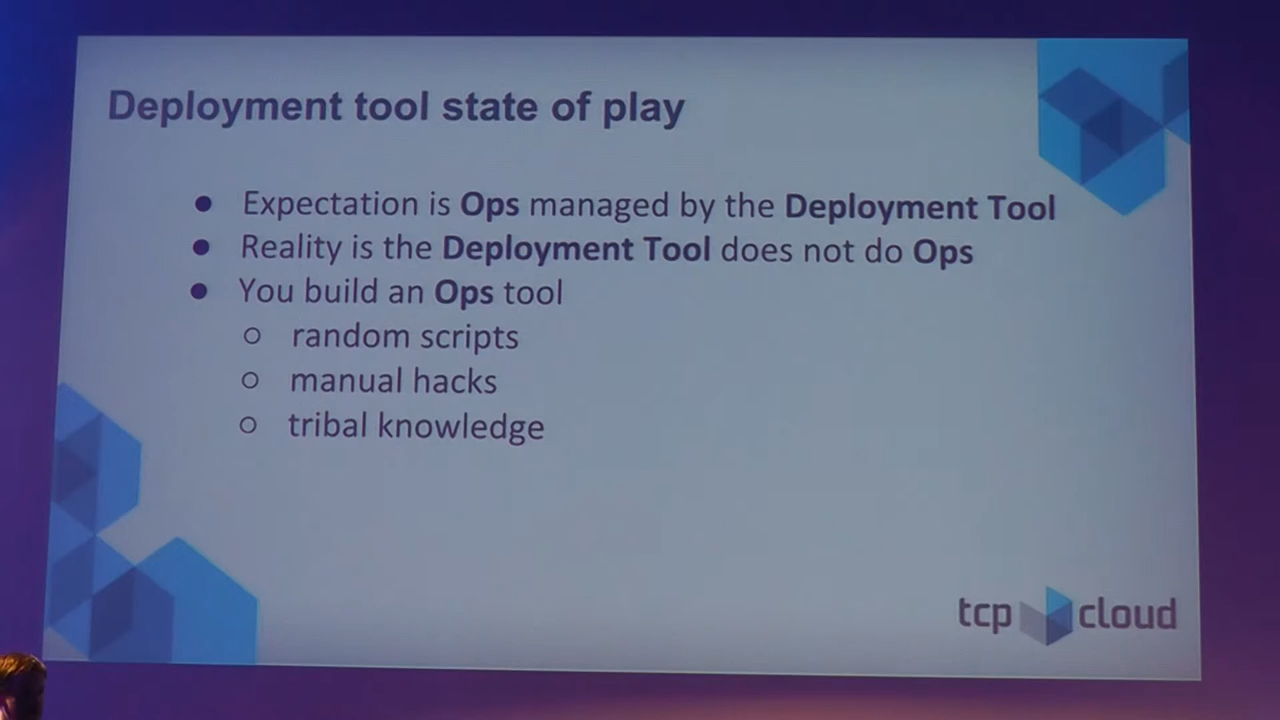 Deployment tool state of play
● Expectation is Ops managed by the Deployment Tool
● Reality is the Deployment Tool does not do Ops
● You build an Ops tool
○ random scripts
○ manual hacks
○ tribal knowledge
tcp cloud